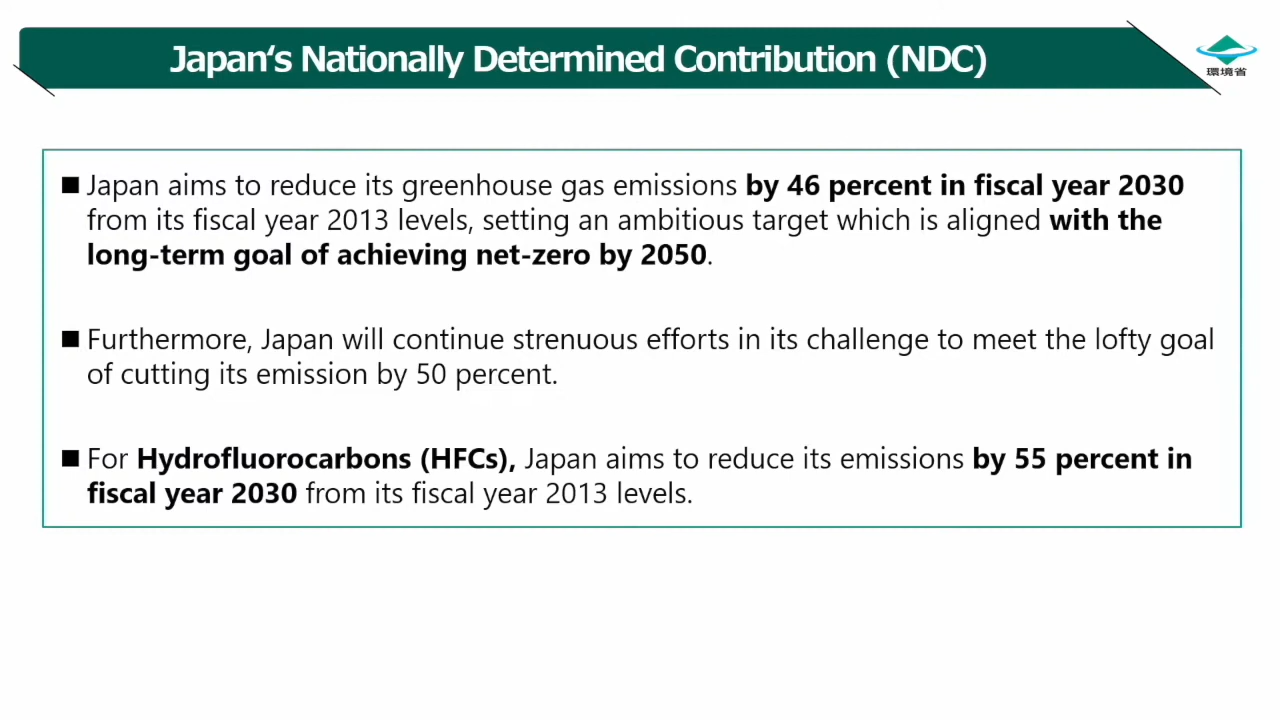 Japan‘s Nationally Determined Contribution (NDC)
環境省
■ Japan aims to reduce its greenhouse gas emissions by 46 percent in fiscal year 2030
from its fiscal year 2013 levels, setting an ambitious target which is aligned with the
long-term goal of achieving net-zero by 2050.
■ Furthermore, Japan will continue strenuous efforts in its challenge to meet the lofty goal
of cutting its emission by 50 percent.
■ For Hydrofluorocarbons (HFCs), Japan aims to reduce its emissions by 55 percent in
fiscal year 2030 from its fiscal year 2013 levels.